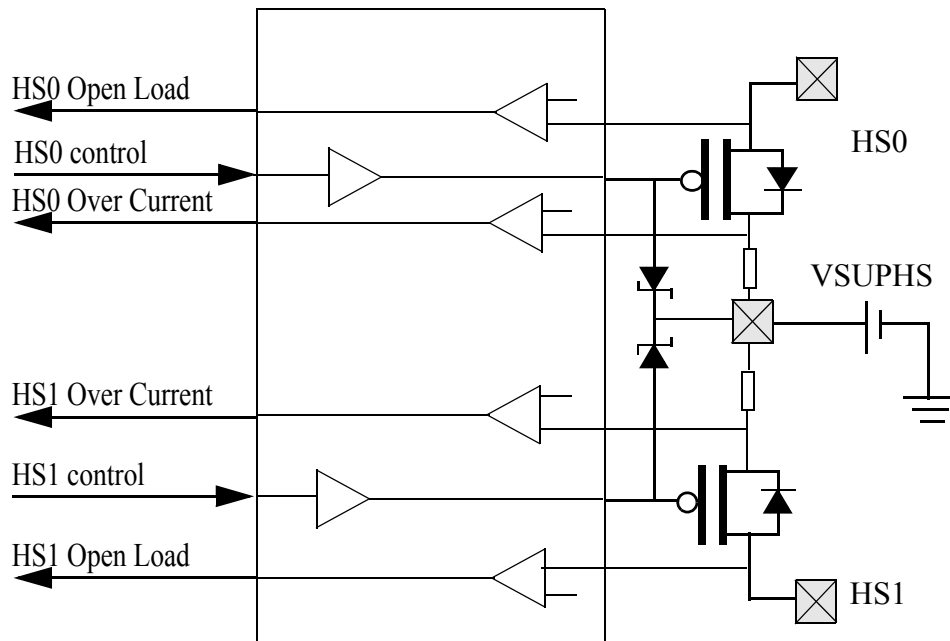 HS0 Open Load
HS0 control
HS0
HS0 Over Current
VSUPHS
HS1 Over Current
HS1 control
HS1 Open Load
HS1